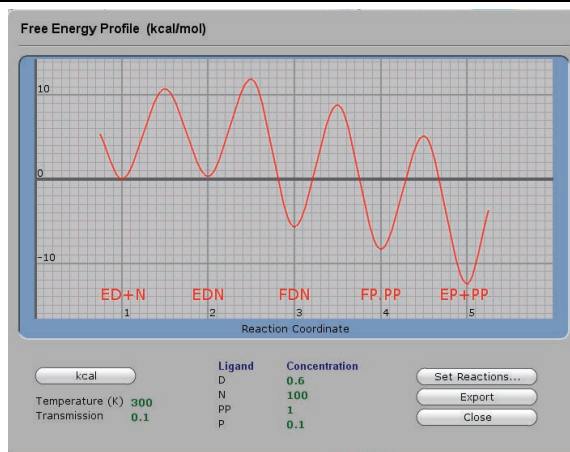 Free Energy Profile (kcal/mol)
10
0
-10
ED+N EDN FDN FP.PP EP+PP
1 2 3 4 5
Reaction Coordinate
kcal
Temperature (K) 300
Transmission 0.1
Ligand Concentration
D 0.6
N 100
PP 1
P 0.1
Set Reactions...
Export
Close